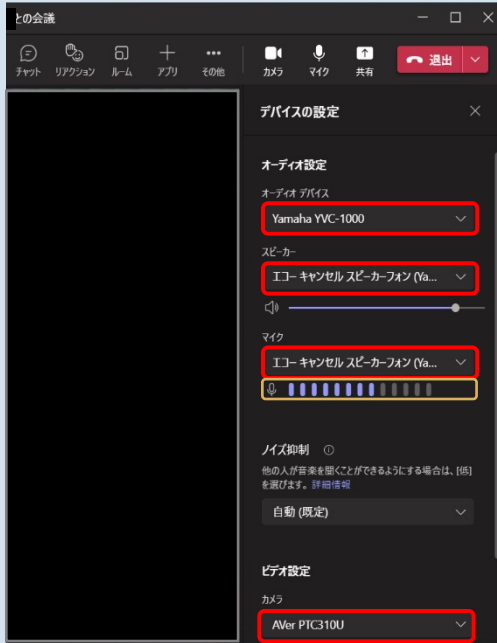 との会議
チャット リアクション ルーム アプリ その他 カメラ マイク 共有 退出
デバイスの設定
オーディオ設定
オーディオ デバイス
Yamaha YVC-1000
スピーカー
エコー キャンセル スピーカーフォン (Ya...
マイク
エコー キャンセル スピーカーフォン (Ya...
ノイズ抑制
他の人が音楽を聞くことができるようにする場合は、[低]
を選びます。詳細情報
自動 (既定)
ビデオ設定
カメラ
AVer PTC310U